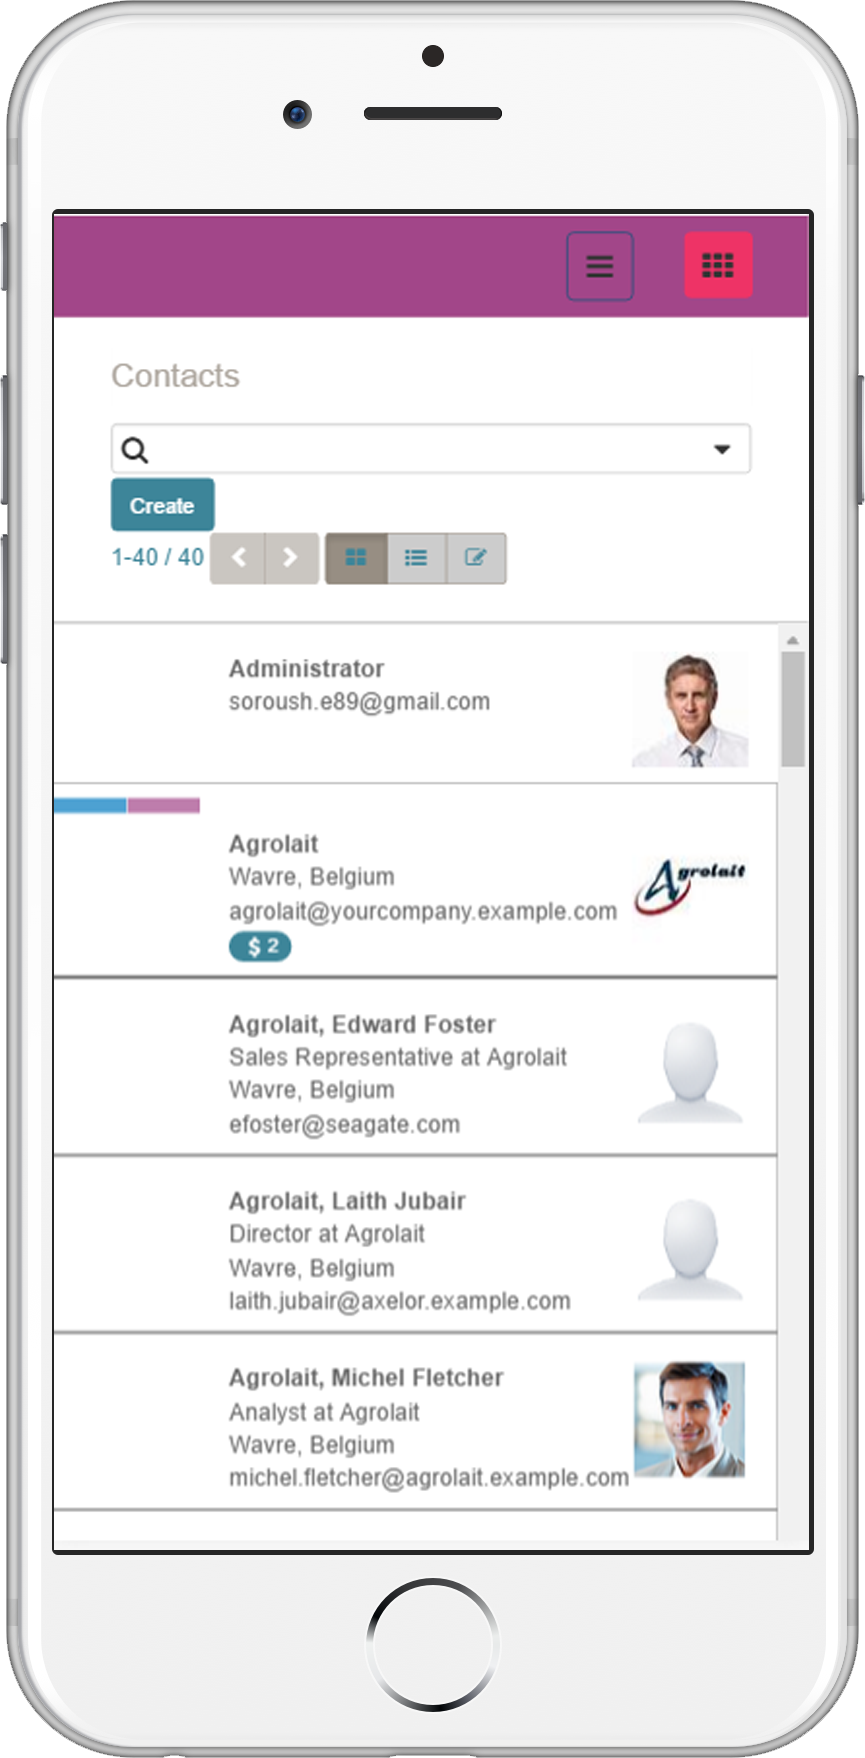 Contacts
Create
1-40 / 40
Administrator
soroush.e89@gmail.com
Agrolait
Wavre, Belgium
agrolait@yourcompany.example.com
Agrolait
$ 2
Agrolait, Edward Foster
Sales Representative at Agrolait
Wavre, Belgium
efoster@seagate.com
Agrolait, Laith Jubair
Director at Agrolait
Wavre, Belgium
laith.jubair@axelor.example.com
Agrolait, Michel Fletcher
Analyst at Agrolait
Wavre, Belgium
michel.fletcher@agrolait.example.com